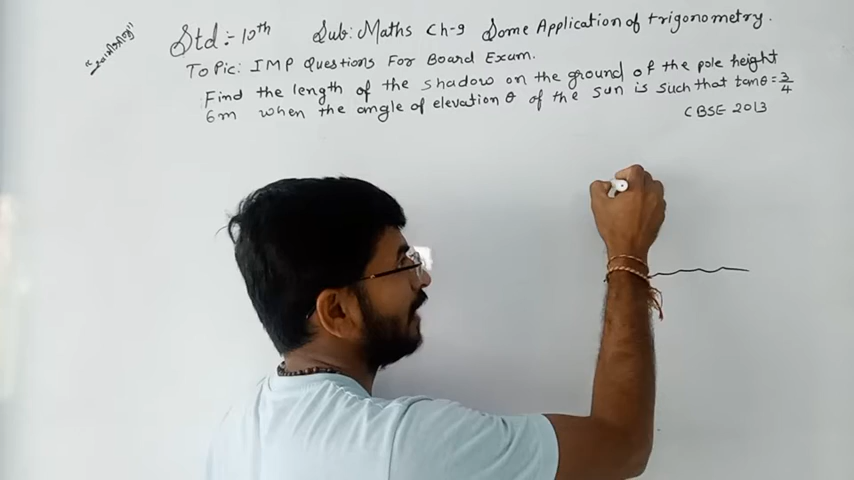 Std:- 10th Sub: Maths Ch-9 Some Application of trigonometry.
Topic: IMP Questions For Board Exam.
Find the length of the shadow on the ground of the pole height
6m when the angle of elevation θ of the sun is such that tanθ = 3/4
CBSE 2013